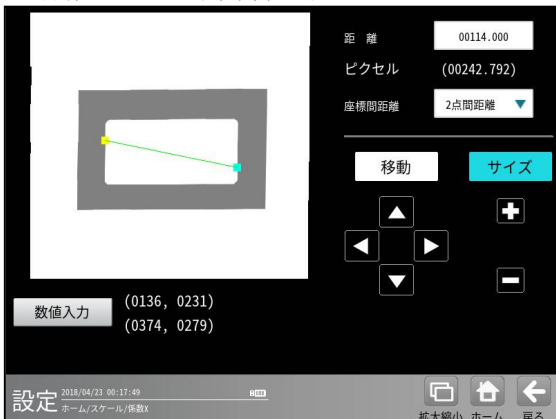 距 離 00114.000
ピクセル (00242.792)
座標間距離 2点間距離 ▼
移動 サイズ
数値入力 (0136, 0231)
(0374, 0279)
設定 2018/04/23 00:17:49
ホーム/スケール/係数X
拡大縮小 ホーム 戻る